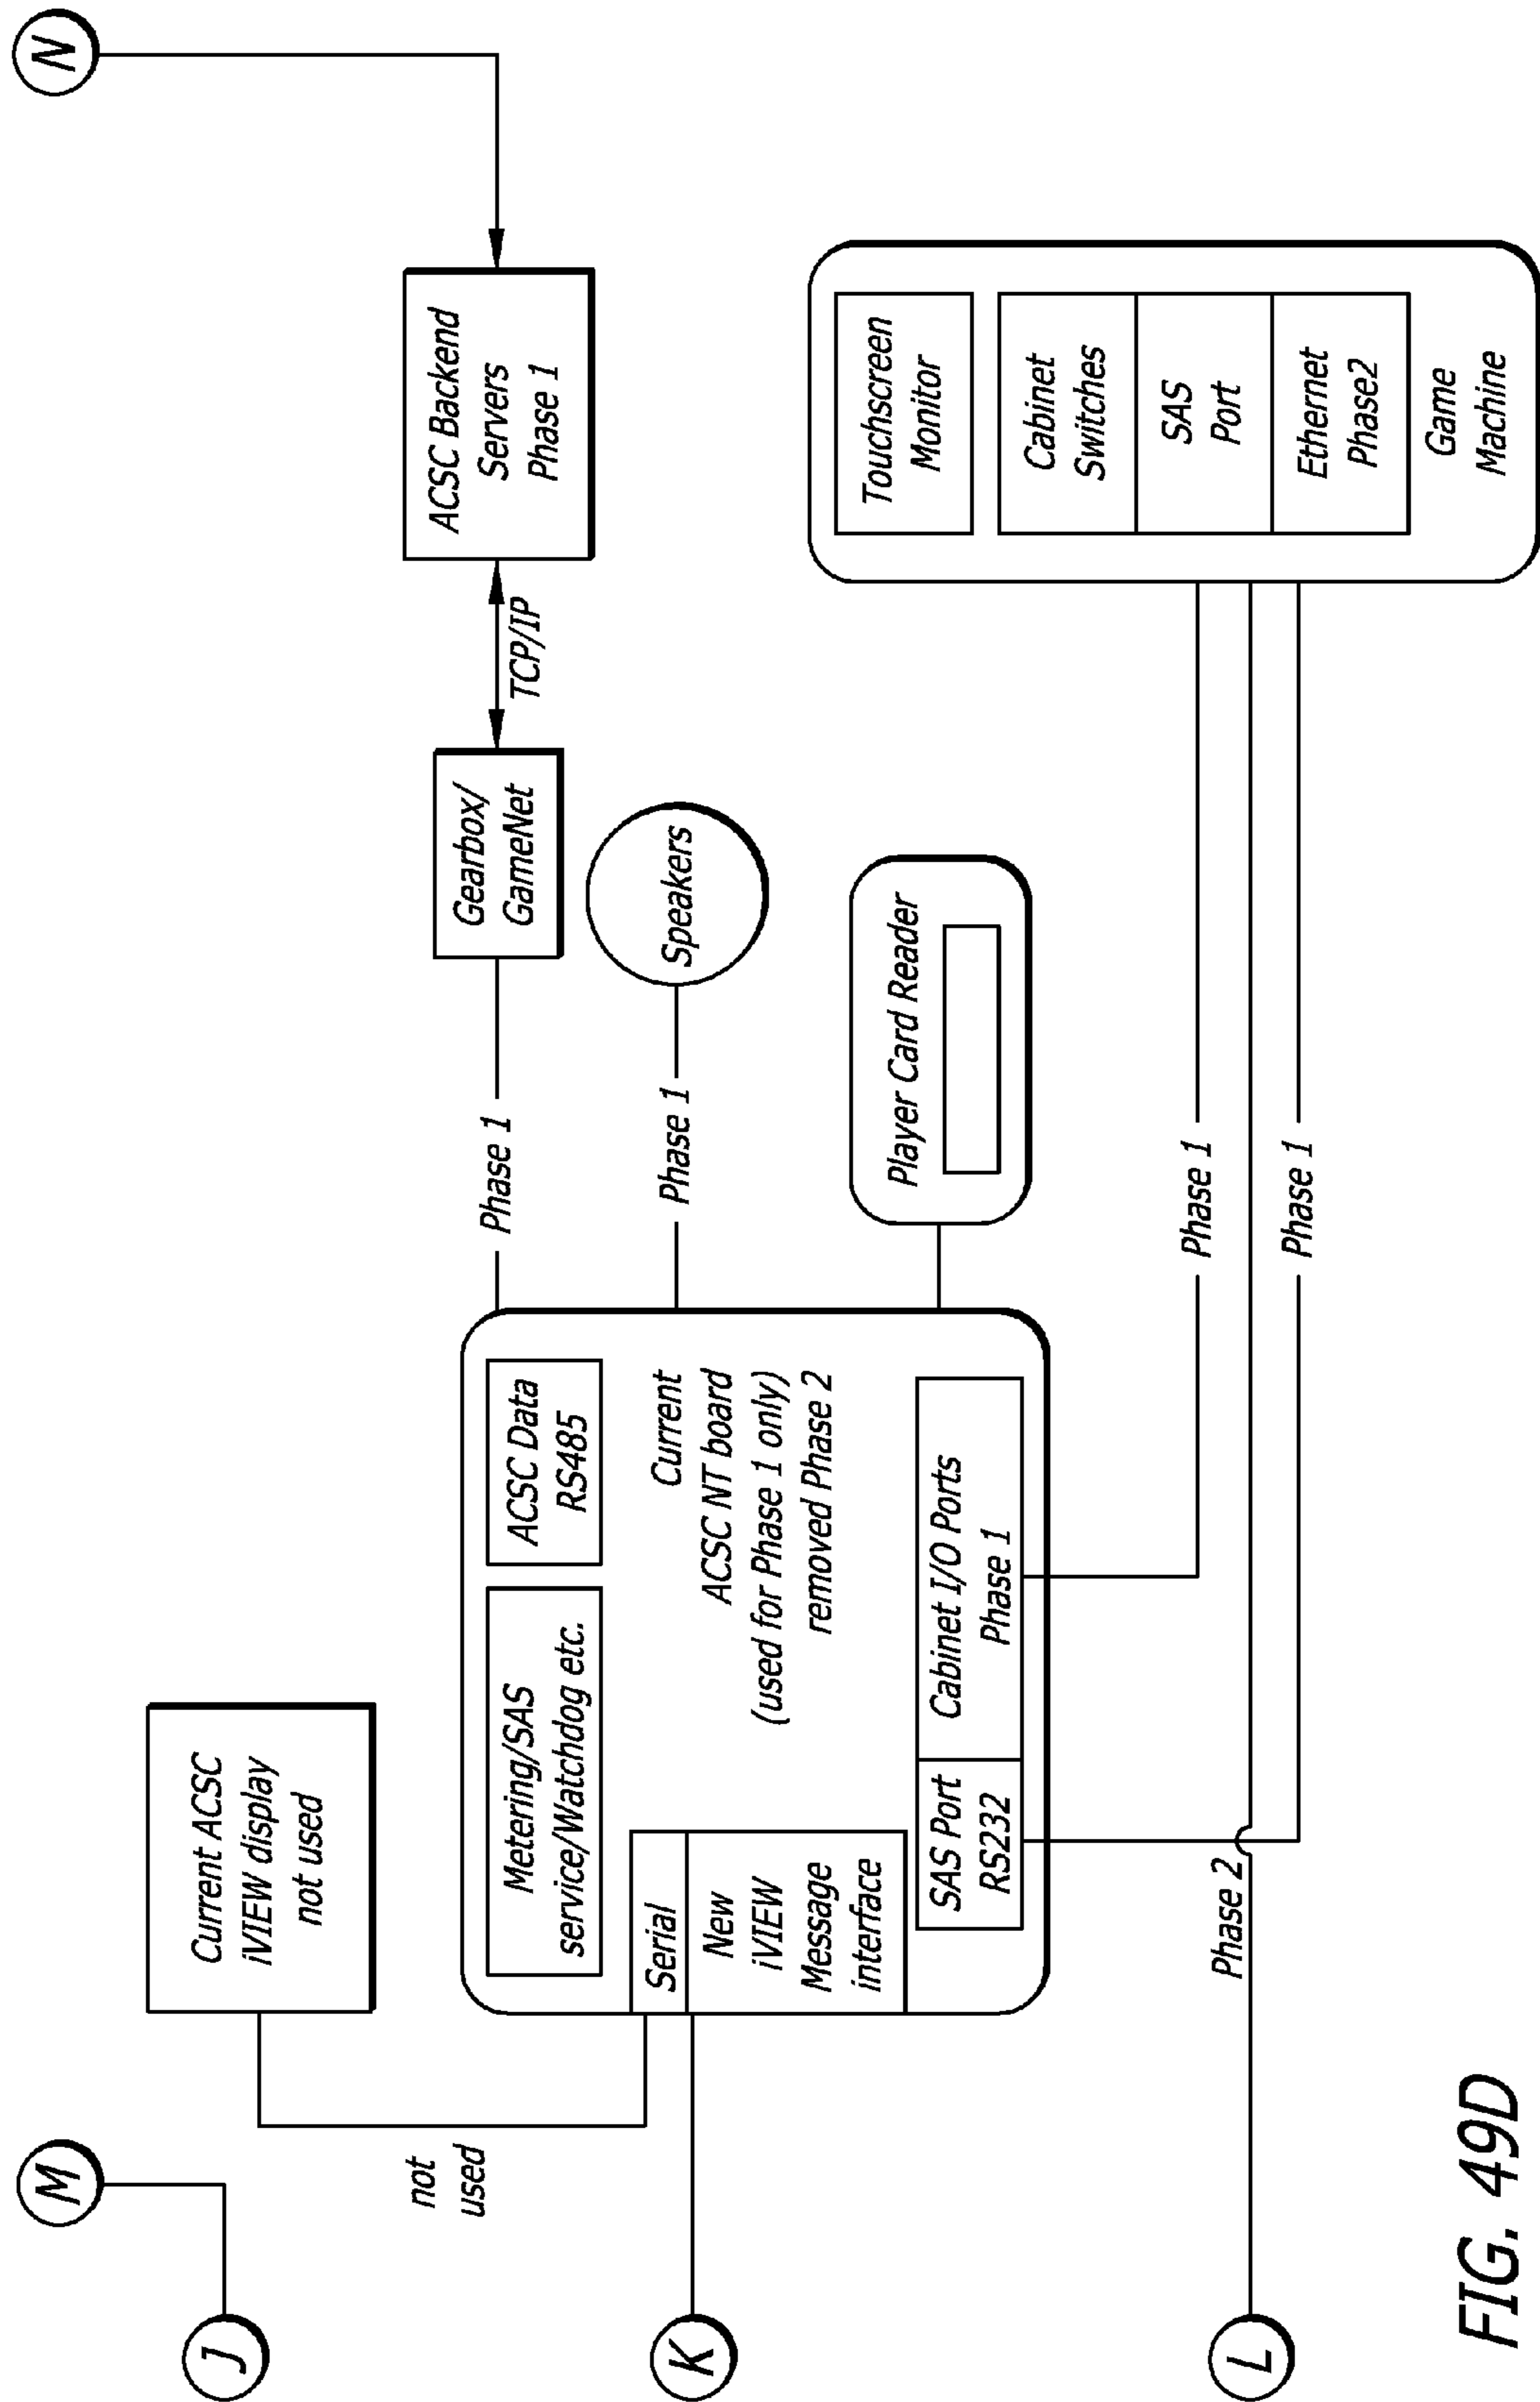 M
N
J
Current ACSC
iVIEW display
not used
not
used
ACSC Backend
Servers
Phase 1
TCP/IP
Gearbox/
GameNet
Phase 1
Speakers
Phase 1
Metering/SAS
service/Watchdog etc.
ACSC Data
RS485
Current
ACSC NT board
(used for Phase 1 only)
removed Phase 2
Serial
New
iVIEW
Message
interface
SAS Port
RS232
Cabinet I/O Ports
Phase 1
K
Player Card Reader
Touchscreen
Monitor
Cabinet
Switches
SAS
Port
Ethernet
Phase2
Game
Machine
Phase 1
Phase 2
Phase 1
L
FIG. 49D